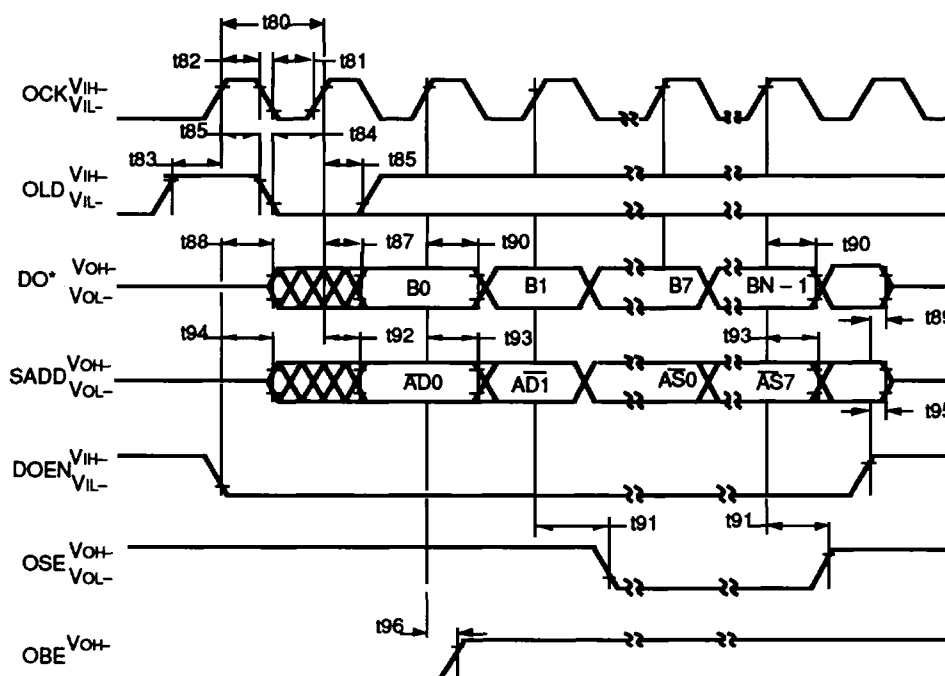 t80
t82 t81
OCK VIH–
VIL–
t85 t84
t83 t85
OLD VIH–
VIL–
t88 t87 t90 t90
DO* VOH–
VOL–
B0 B1 B7 BN – 1
t89
t94 t92 t93 t93
SADD VOH–
VOL–
AD0 AD1 AS0 AS7
t95
DOEN VIH–
VIL–
t91 t91
OSE VOH–
VOL–
t96
OBE VOH–